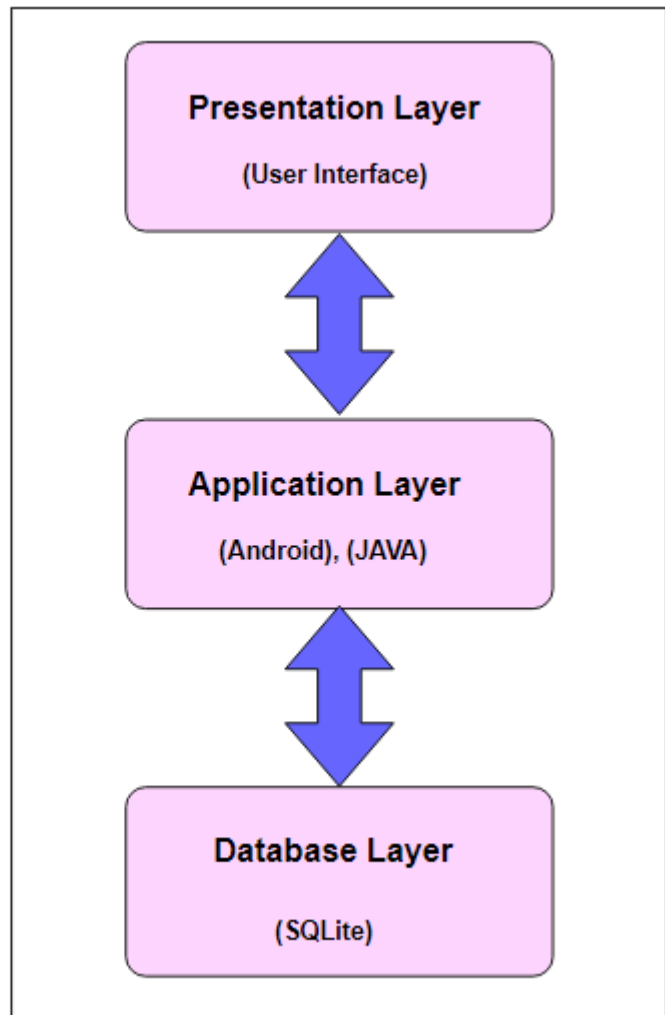 Presentation Layer
(User Interface)
Application Layer
(Android), (JAVA)
Database Layer
(SQLite)